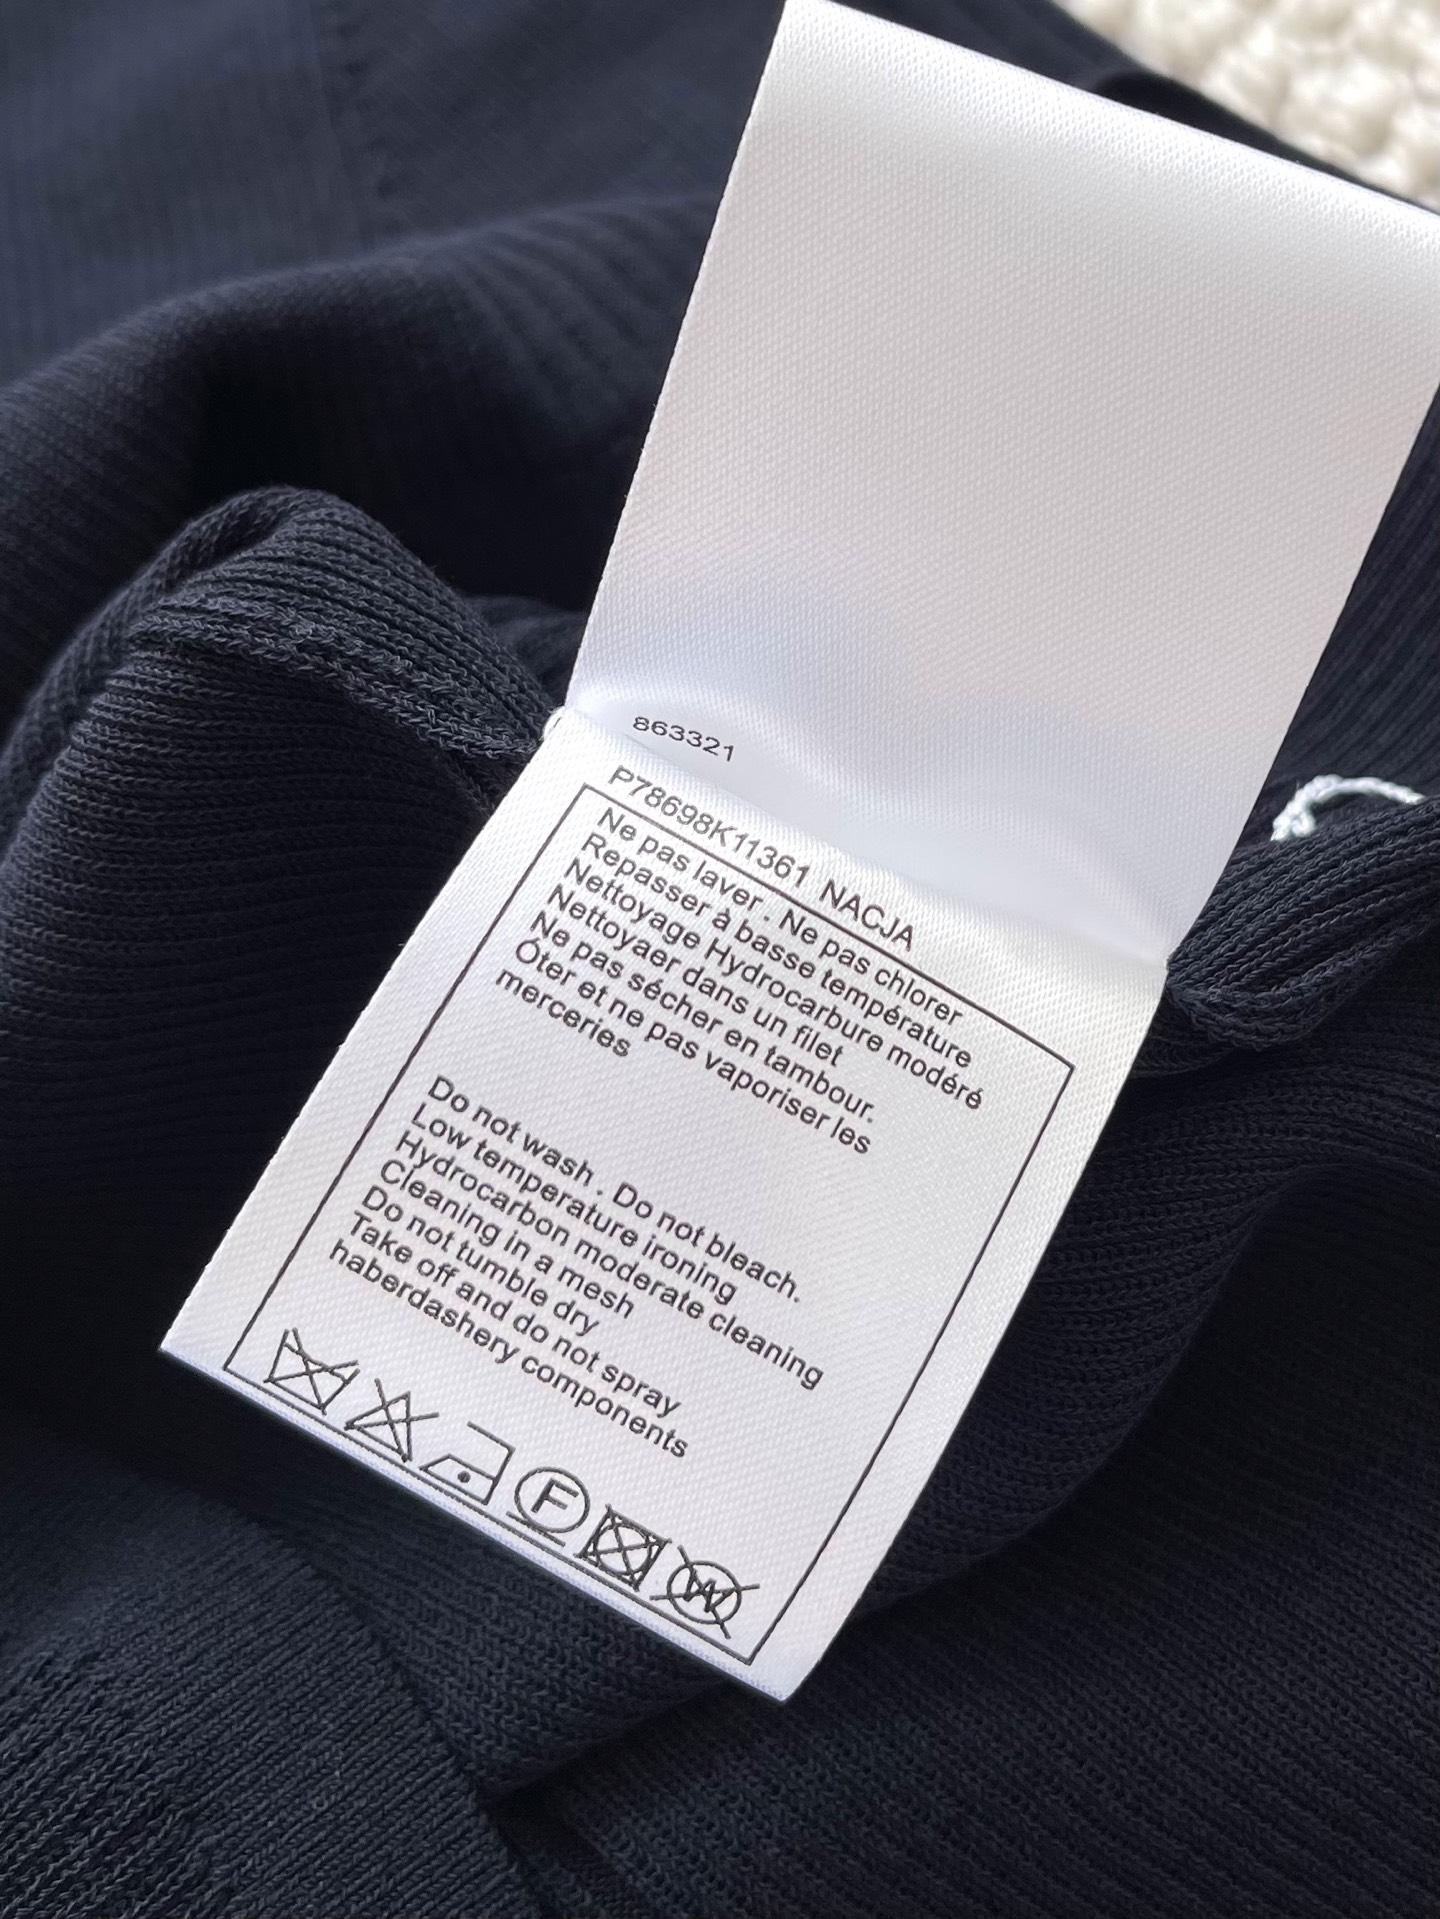 863321
P78698K11361 NACJA
Ne pas laver . Ne pas chlorer
Repasser à basse température
Nettoyage Hydrocarbure modéré
Nettoyaer dans un filet
Ne pas sécher en tambour.
Ôter et ne pas vaporiser les
merceries
Do not wash . Do not bleach.
Low temperature ironing
Hydrocarbon moderate cleaning
Cleaning in a mesh
Do not tumble dry
Take off and do not spray
haberdashery components
F
W